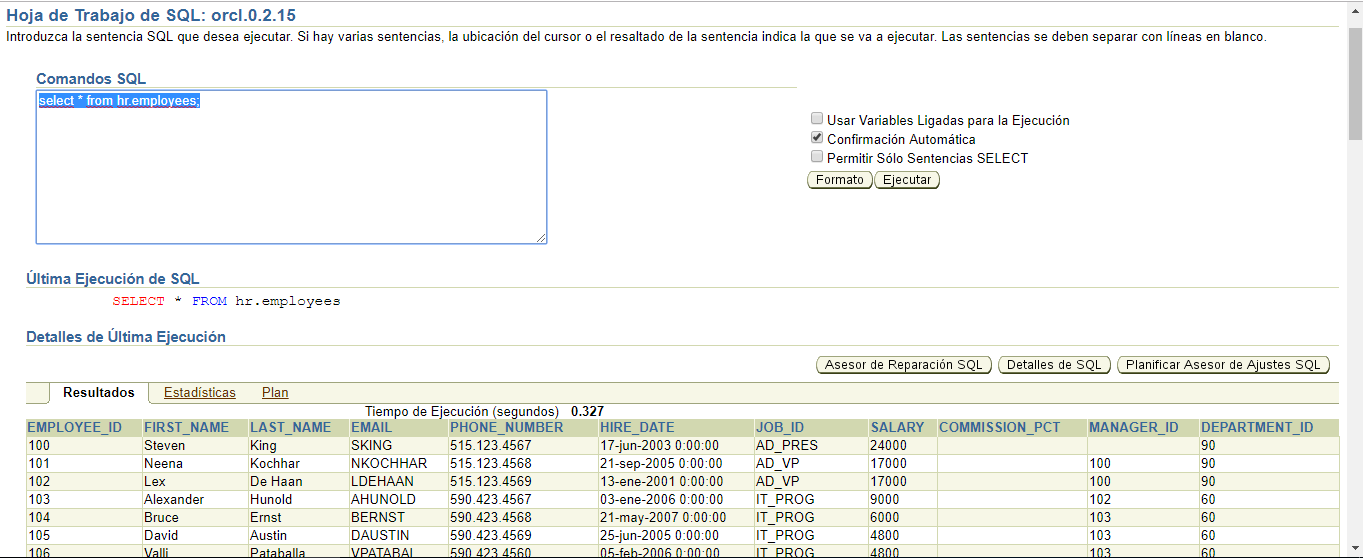 Hoja de Trabajo de SQL: orcl.0.2.15
Introduzca la sentencia SQL que desea ejecutar. Si hay varias sentencias, la ubicación del cursor o el resaltado de la sentencia indica la que se va a ejecutar. Las sentencias se deben separar con líneas en blanco.
Comandos SQL
select * from hr.employees;
Usar Variables Ligadas para la Ejecución
Confirmación Automática
Permitir Sólo Sentencias SELECT
Formato Ejecutar
Última Ejecución de SQL
SELECT * FROM hr.employees
Detalles de Última Ejecución
Asesor de Reparación SQL Detalles de SQL Planificar Asesor de Ajustes SQL
Resultados Estadísticas Plan
Tiempo de Ejecución (segundos) 0.327
EMPLOYEE_ID FIRST_NAME LAST_NAME EMAIL PHONE_NUMBER HIRE_DATE JOB_ID SALARY COMMISSION_PCT MANAGER_ID DEPARTMENT_ID
100 Steven King SKING 515.123.4567 17-jun-2003 0:00:00 AD_PRES 24000 90
101 Neena Kochhar NKOCHHAR 515.123.4568 21-sep-2005 0:00:00 AD_VP 17000 100 90
102 Lex De Haan LDEHAAN 515.123.4569 13-ene-2001 0:00:00 AD_VP 17000 100 90
103 Alexander Hunold AHUNOLD 590.423.4567 03-ene-2006 0:00:00 IT_PROG 9000 102 60
104 Bruce Ernst BERNST 590.423.4568 21-may-2007 0:00:00 IT_PROG 6000 103 60
105 David Austin DAUSTIN 590.423.4569 25-jun-2005 0:00:00 IT_PROG 4800 103 60
106 Valli Pataballa VPATABAL 590.423.4560 05-feb-2006 0:00:00 IT_PROG 4800 103 60